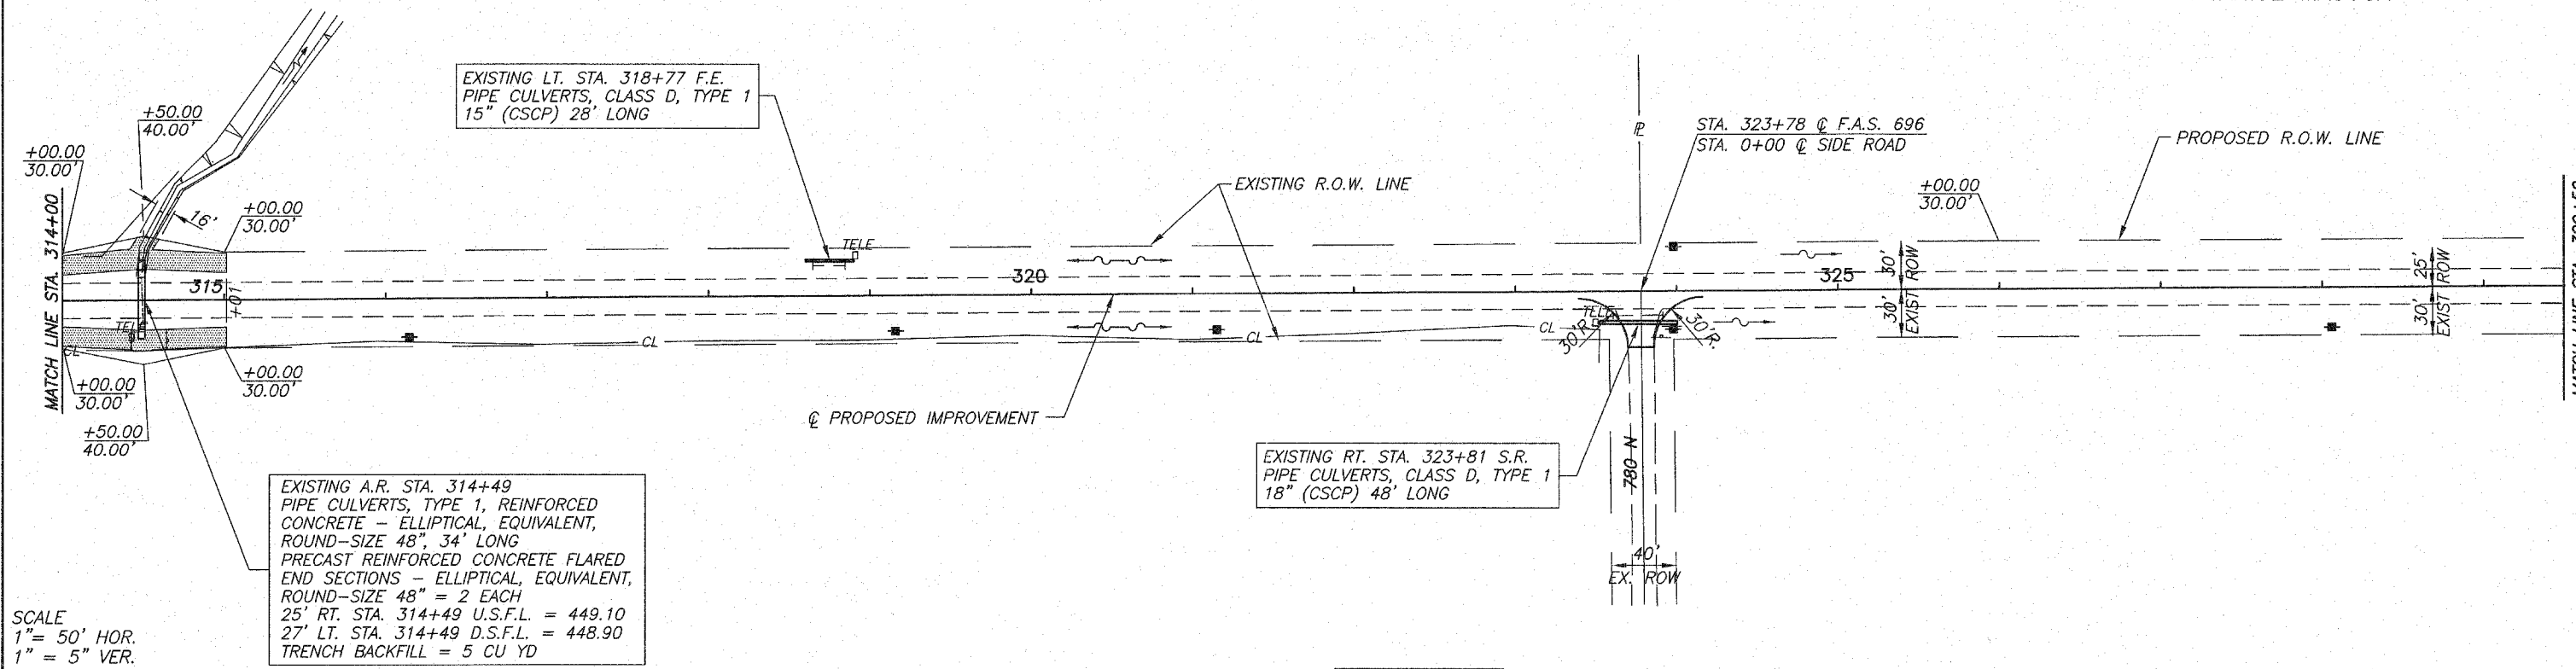 EXISTING LT. STA. 318+77 F.E.
PIPE CULVERTS, CLASS D, TYPE 1
15" (CSCP) 28' LONG
+50.00
40.00'
+00.00
30.00'
16'
+00.00
30.00'
MATCH LINE STA. 314+00
EXISTING R.O.W. LINE
℄
STA. 323+78 ℄ F.A.S. 696
STA. 0+00 ℄ SIDE ROAD
PROPOSED R.O.W. LINE
+00.00
30.00'
TELE
315
+01
320
325
30'
30'
EXIST ROW
25'
30'
EXIST ROW
CL
CL
CL
CL
30'R.
30'R.
+00.00
30.00'
+00.00
30.00'
+50.00
40.00'
℄ PROPOSED IMPROVEMENT
EXISTING RT. STA. 323+81 S.R.
PIPE CULVERTS, CLASS D, TYPE 1
18" (CSCP) 48' LONG
780 N
40'
EX. ROW
EXISTING A.R. STA. 314+49
PIPE CULVERTS, TYPE 1, REINFORCED
CONCRETE – ELLIPTICAL, EQUIVALENT,
ROUND-SIZE 48", 34' LONG
PRECAST REINFORCED CONCRETE FLARED
END SECTIONS – ELLIPTICAL, EQUIVALENT,
ROUND-SIZE 48" = 2 EACH
25' RT. STA. 314+49 U.S.F.L. = 449.10
27' LT. STA. 314+49 D.S.F.L. = 448.90
TRENCH BACKFILL = 5 CU YD
SCALE
1"= 50' HOR.
1" = 5" VER.